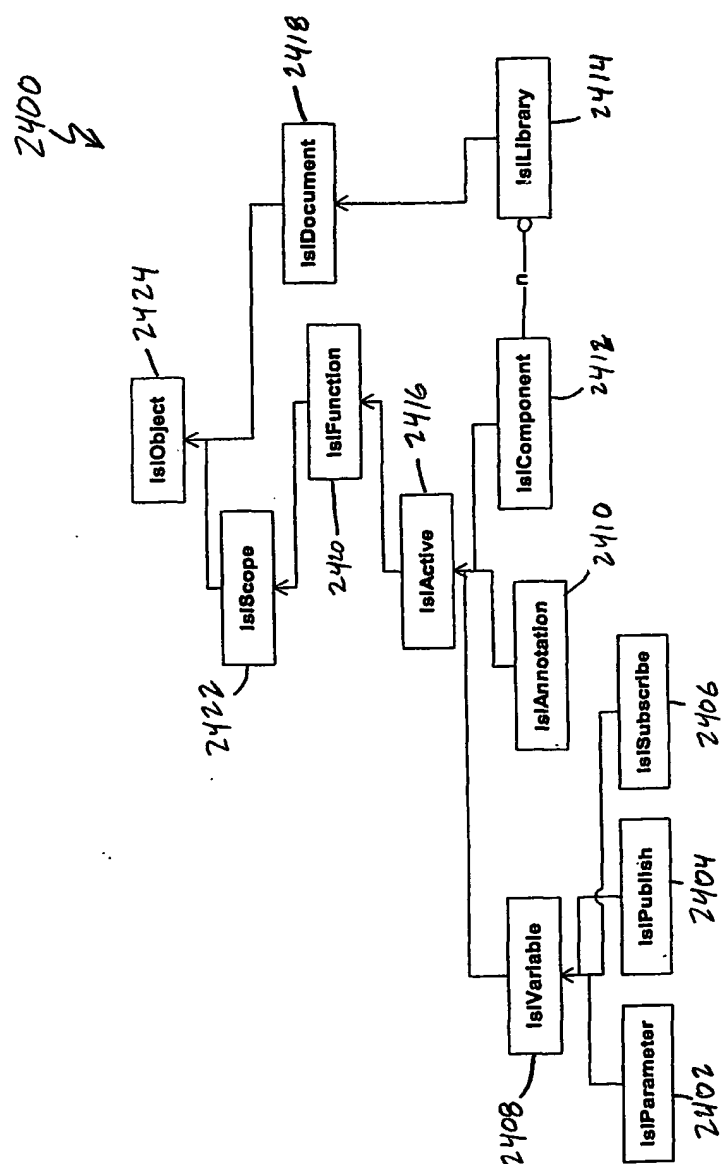 2400
IslObject
2424
IslScope
2422
IslDocument
2418
IslFunction
2420
IslActive
2416
IslVariable
2408
IslAnnotation
2410
IslComponent
2412
n
IslLibrary
2414
IslParameter
2402
IslPublish
2404
IslSubscribe
2406